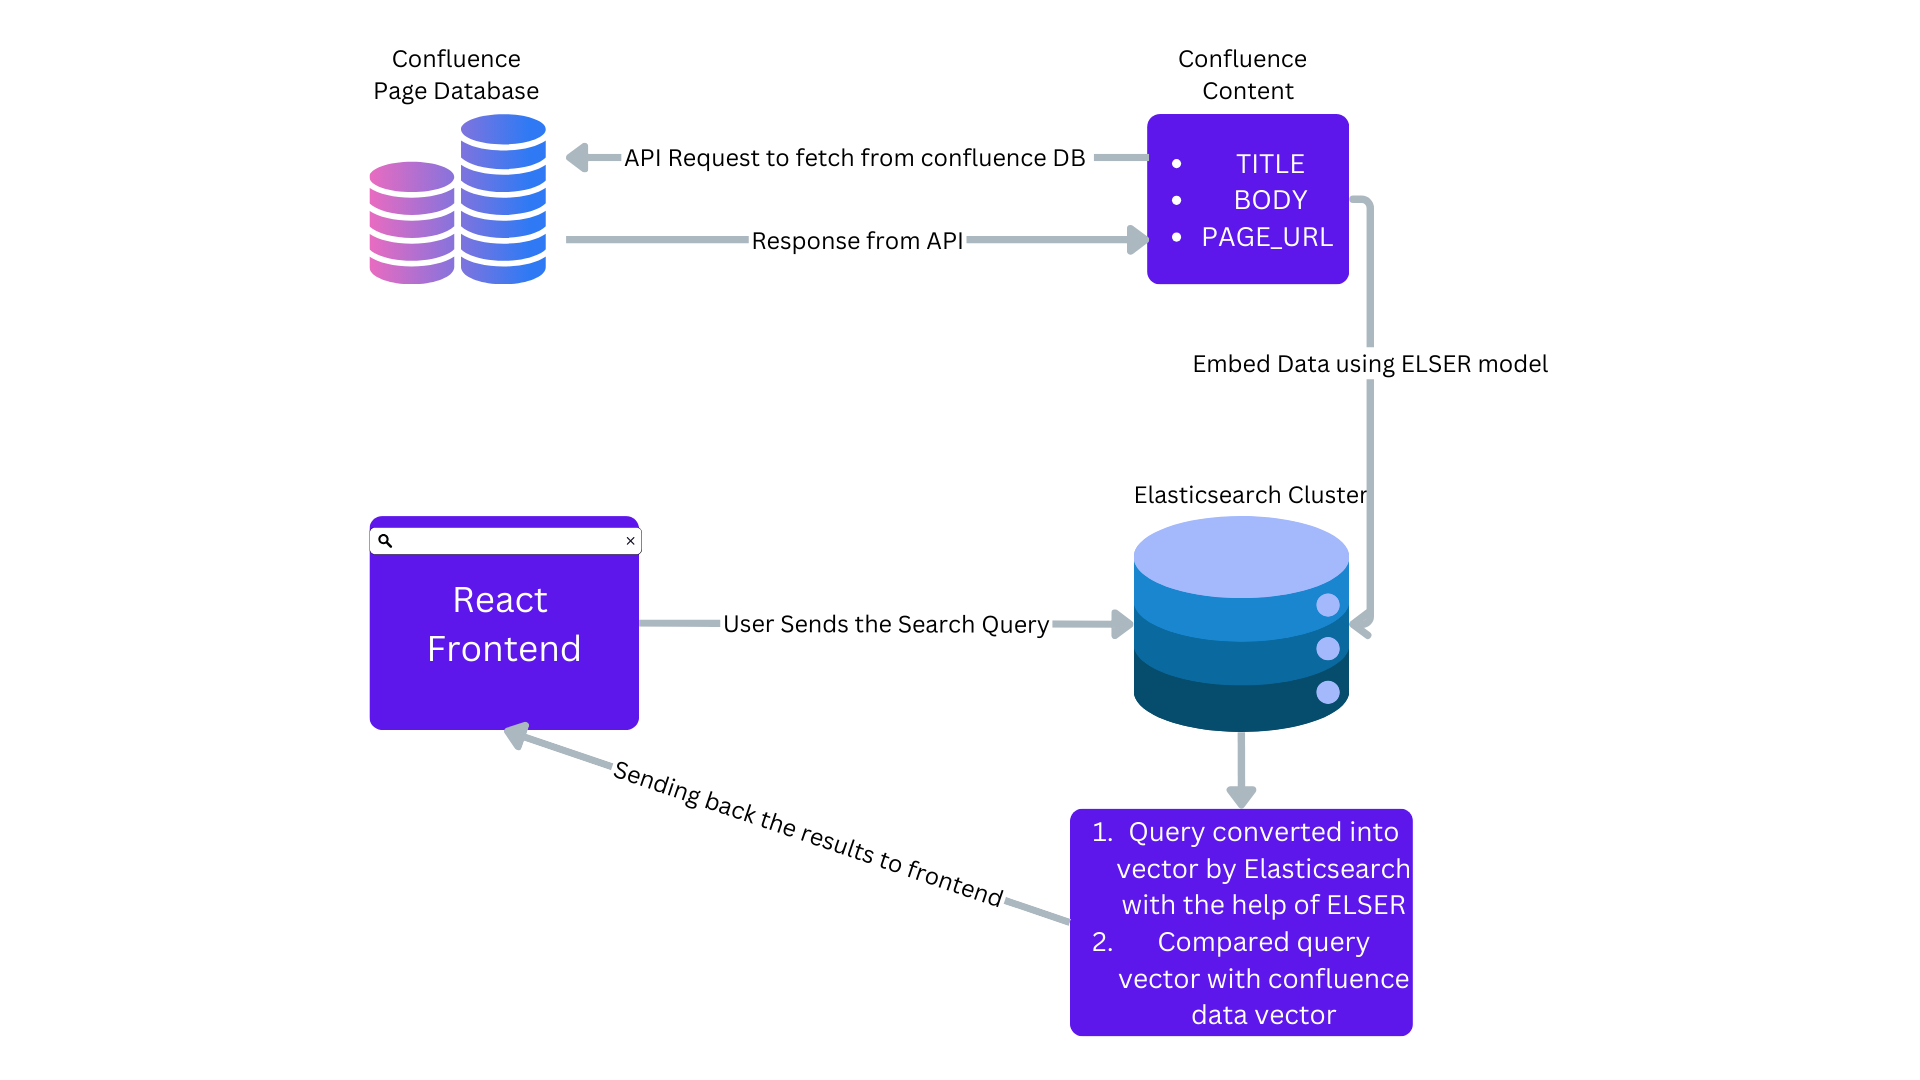 Confluence
Page Database
Confluence
Content
API Request to fetch from confluence DB
Response from API
• TITLE
• BODY
• PAGE_URL
Embed Data using ELSER model
Elasticsearch Cluster
React
Frontend
User Sends the Search Query
Sending back the results to frontend
1. Query converted into
vector by Elasticsearch
with the help of ELSER
2. Compared query
vector with confluence
data vector